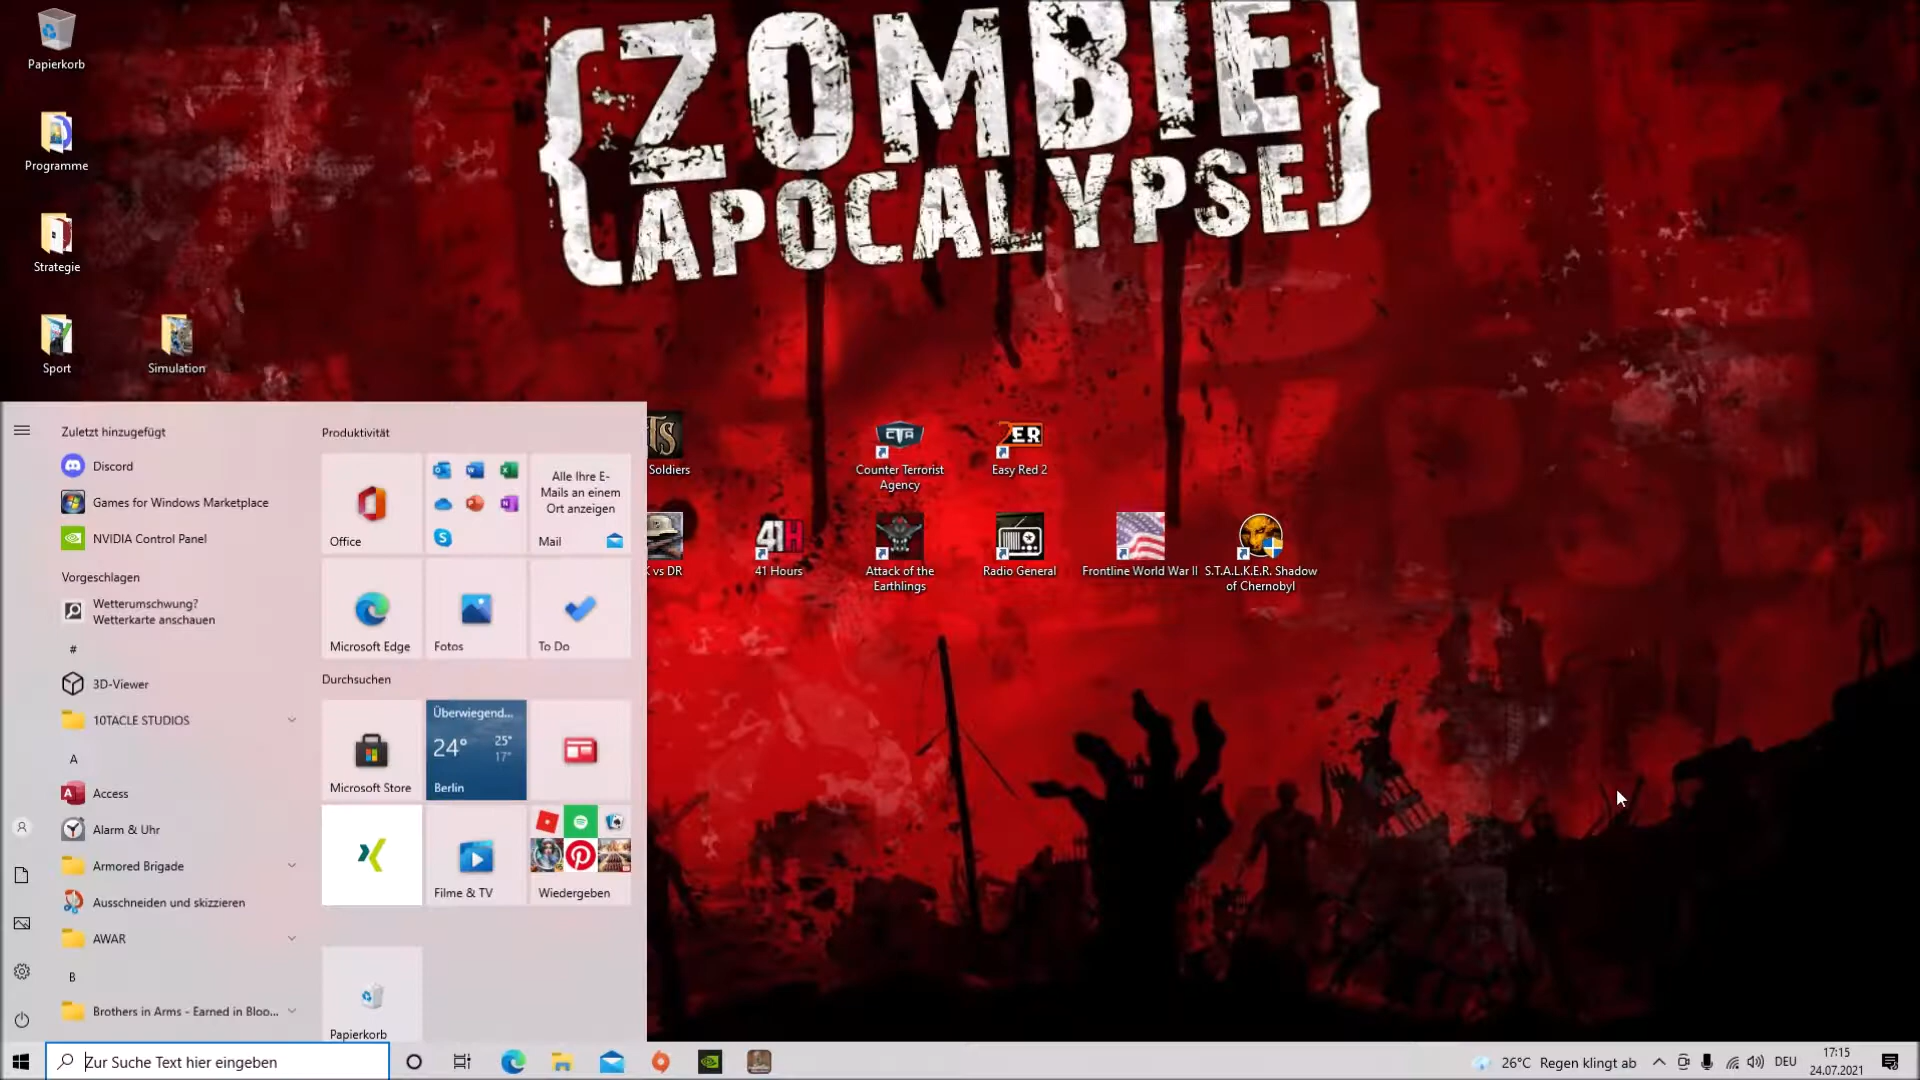 {ZOMBIE
APOCALYPSE}
Papierkorb
Programme
Strategie
Sport
Simulation
Soldiers
Counter Terrorist
Agency
Easy Red 2
vs DR
41 Hours
Attack of the
Earthlings
Radio General
Frontline World War II
S.T.A.L.K.E.R. Shadow
of Chernobyl
CTA
ER
41H
Zuletzt hinzugefügt
Discord
Games for Windows Marketplace
NVIDIA Control Panel
Vorgeschlagen
Wetterumschwung?
Wetterkarte anschauen
#
3D-Viewer
10TACLE STUDIOS
A
Access
Alarm & Uhr
Armored Brigade
Ausschneiden und skizzieren
AWAR
B
Brothers in Arms - Earned in Bloo...
Produktivität
Office
Alle Ihre E-
Mails an einem
Ort anzeigen
Mail
Microsoft Edge
Fotos
To Do
Durchsuchen
Microsoft Store
Überwiegend...
24°
25°
17°
Berlin
Filme & TV
Wiedergeben
Papierkorb
Zur Suche Text hier eingeben
26°C Regen klingt ab
DEU
17:15
24.07.2021